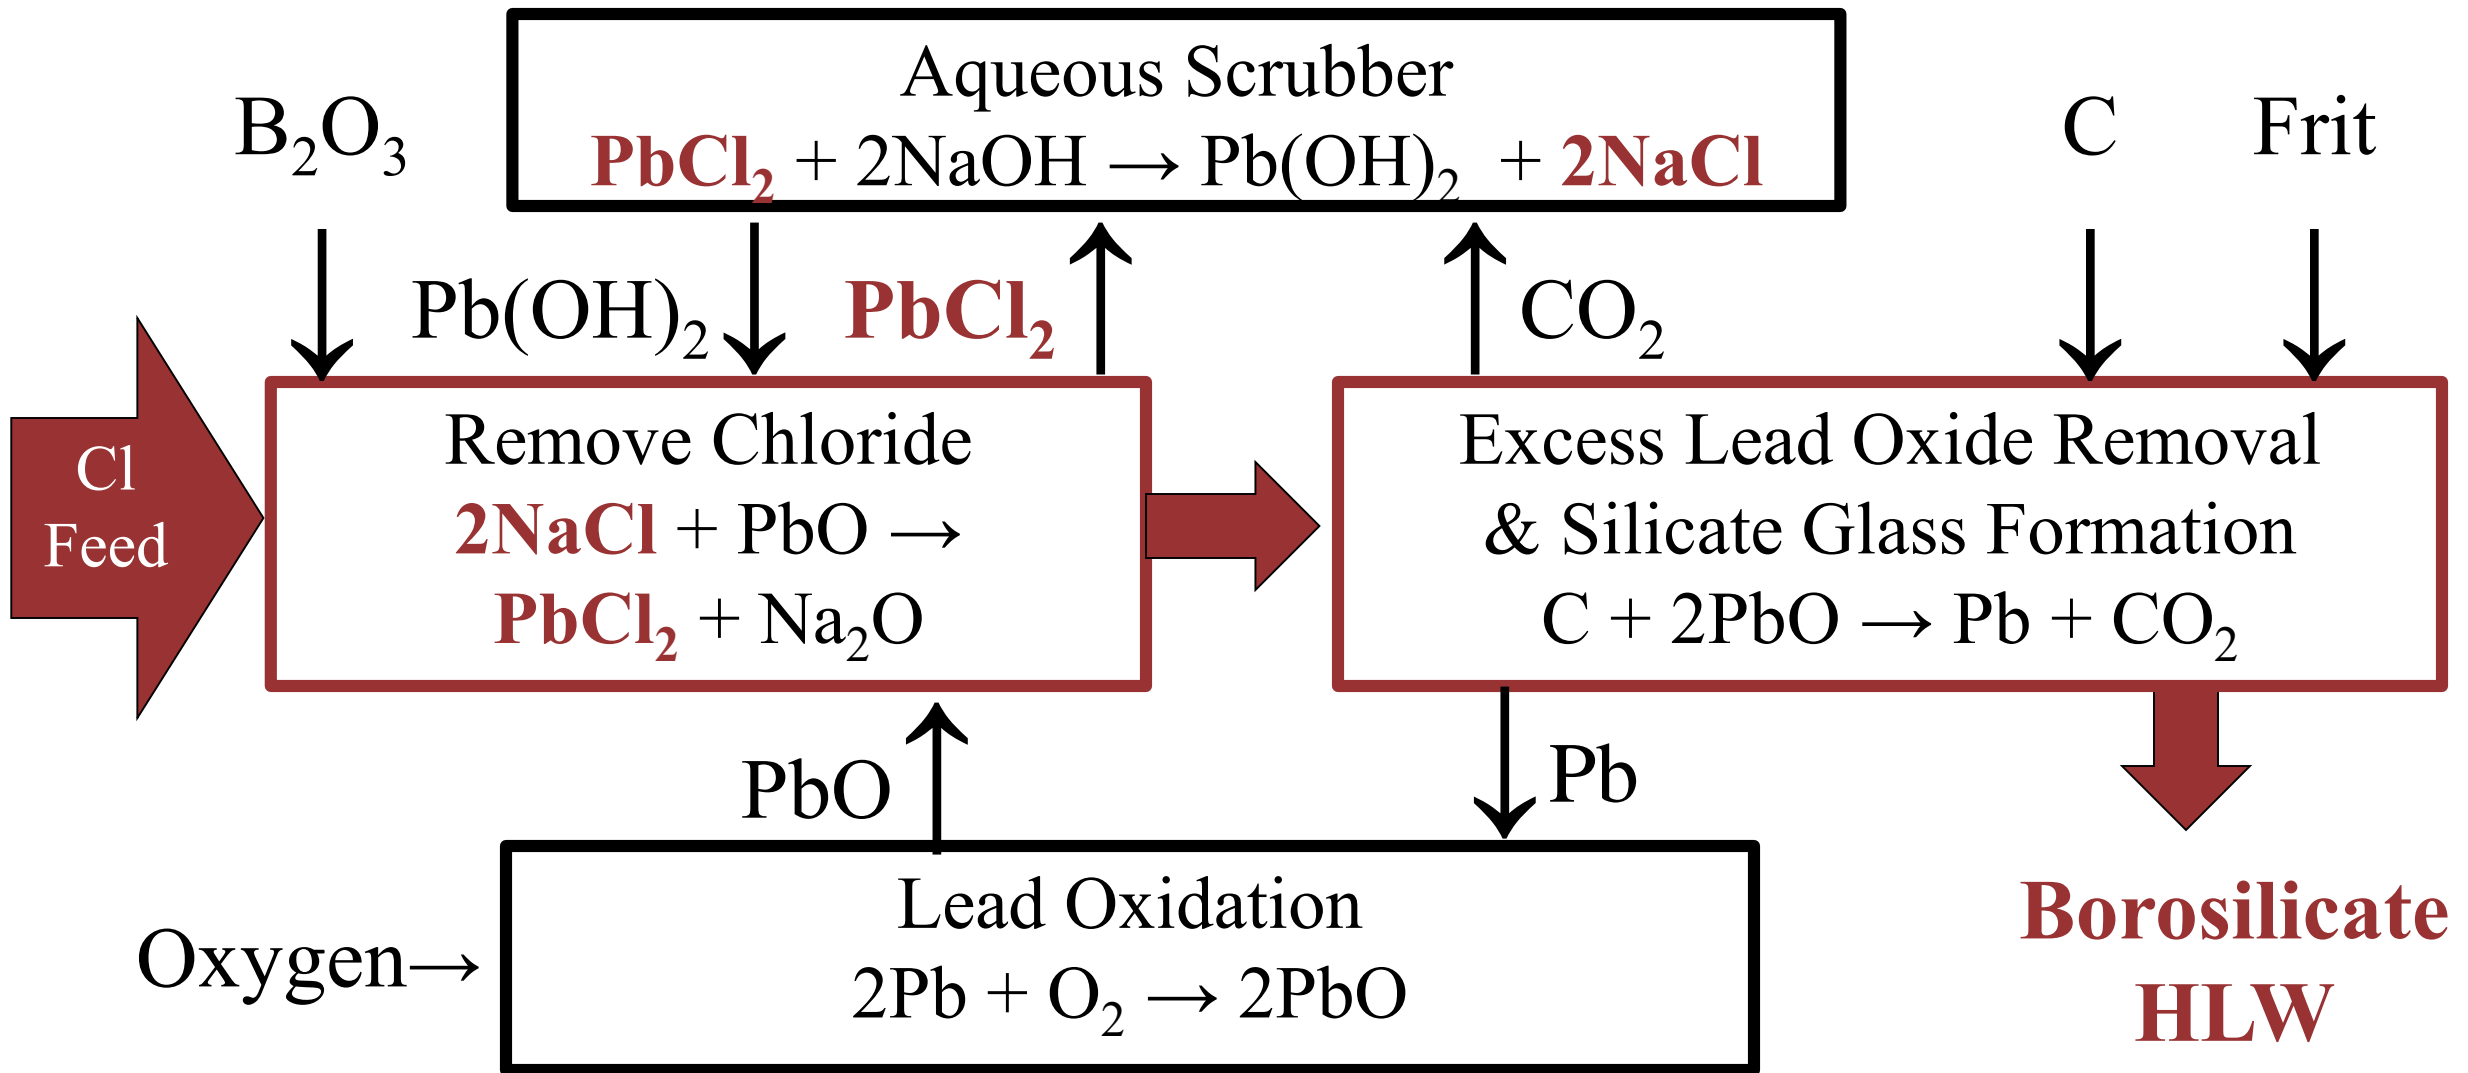 Aqueous Scrubber
PbCl₂ + 2NaOH → Pb(OH)₂ + 2NaCl
B₂O₃
C
Frit
Pb(OH)₂
PbCl₂
CO₂
Cl
Feed
Remove Chloride
2NaCl + PbO →
PbCl₂ + Na₂O
Excess Lead Oxide Removal
& Silicate Glass Formation
C + 2PbO → Pb + CO₂
PbO
Pb
Oxygen→
Lead Oxidation
2Pb + O₂ → 2PbO
Borosilicate
HLW